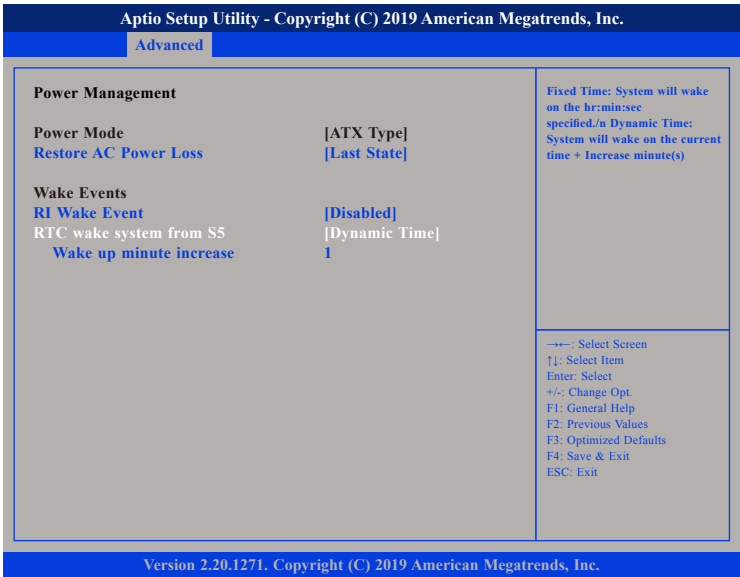 Aptio Setup Utility - Copyright (C) 2019 American Megatrends, Inc.
Advanced
Power Management
Power Mode [ATX Type]
Restore AC Power Loss [Last State]
Wake Events
RI Wake Event [Disabled]
RTC wake system from S5 [Dynamic Time]
Wake up minute increase 1
Fixed Time: System will wake
on the hr:min:sec
specified./n Dynamic Time:
System will wake on the current
time + Increase minute(s)
→←: Select Screen
↑↓: Select Item
Enter: Select
+/-: Change Opt.
F1: General Help
F2: Previous Values
F3: Optimized Defaults
F4: Save & Exit
ESC: Exit
Version 2.20.1271. Copyright (C) 2019 American Megatrends, Inc.